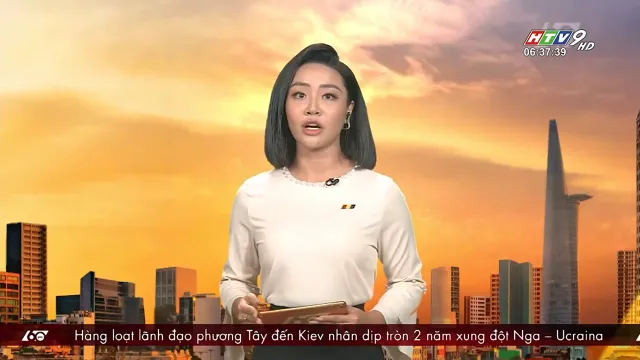 HTV9 HD
06:37:39
Hàng loạt lãnh đạo phương Tây đến Kiev nhân dịp tròn 2 năm xung đột Nga – Ucraina